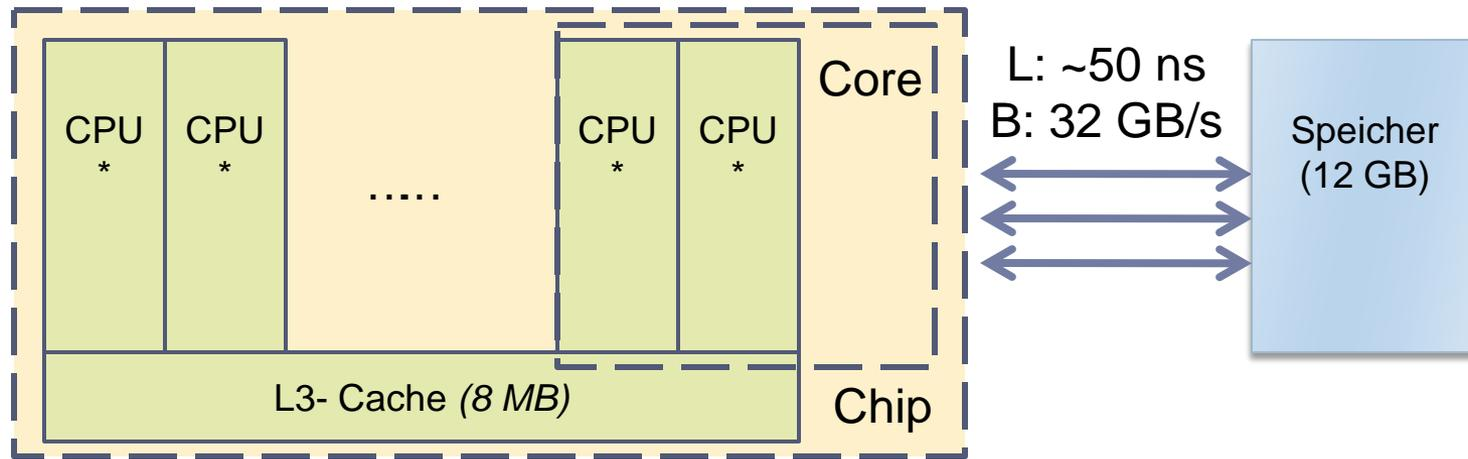 Core
CPU
*
CPU
*
.....
CPU
*
CPU
*
L3- Cache (8 MB)
Chip
L: ~50 ns
B: 32 GB/s
Speicher
(12 GB)